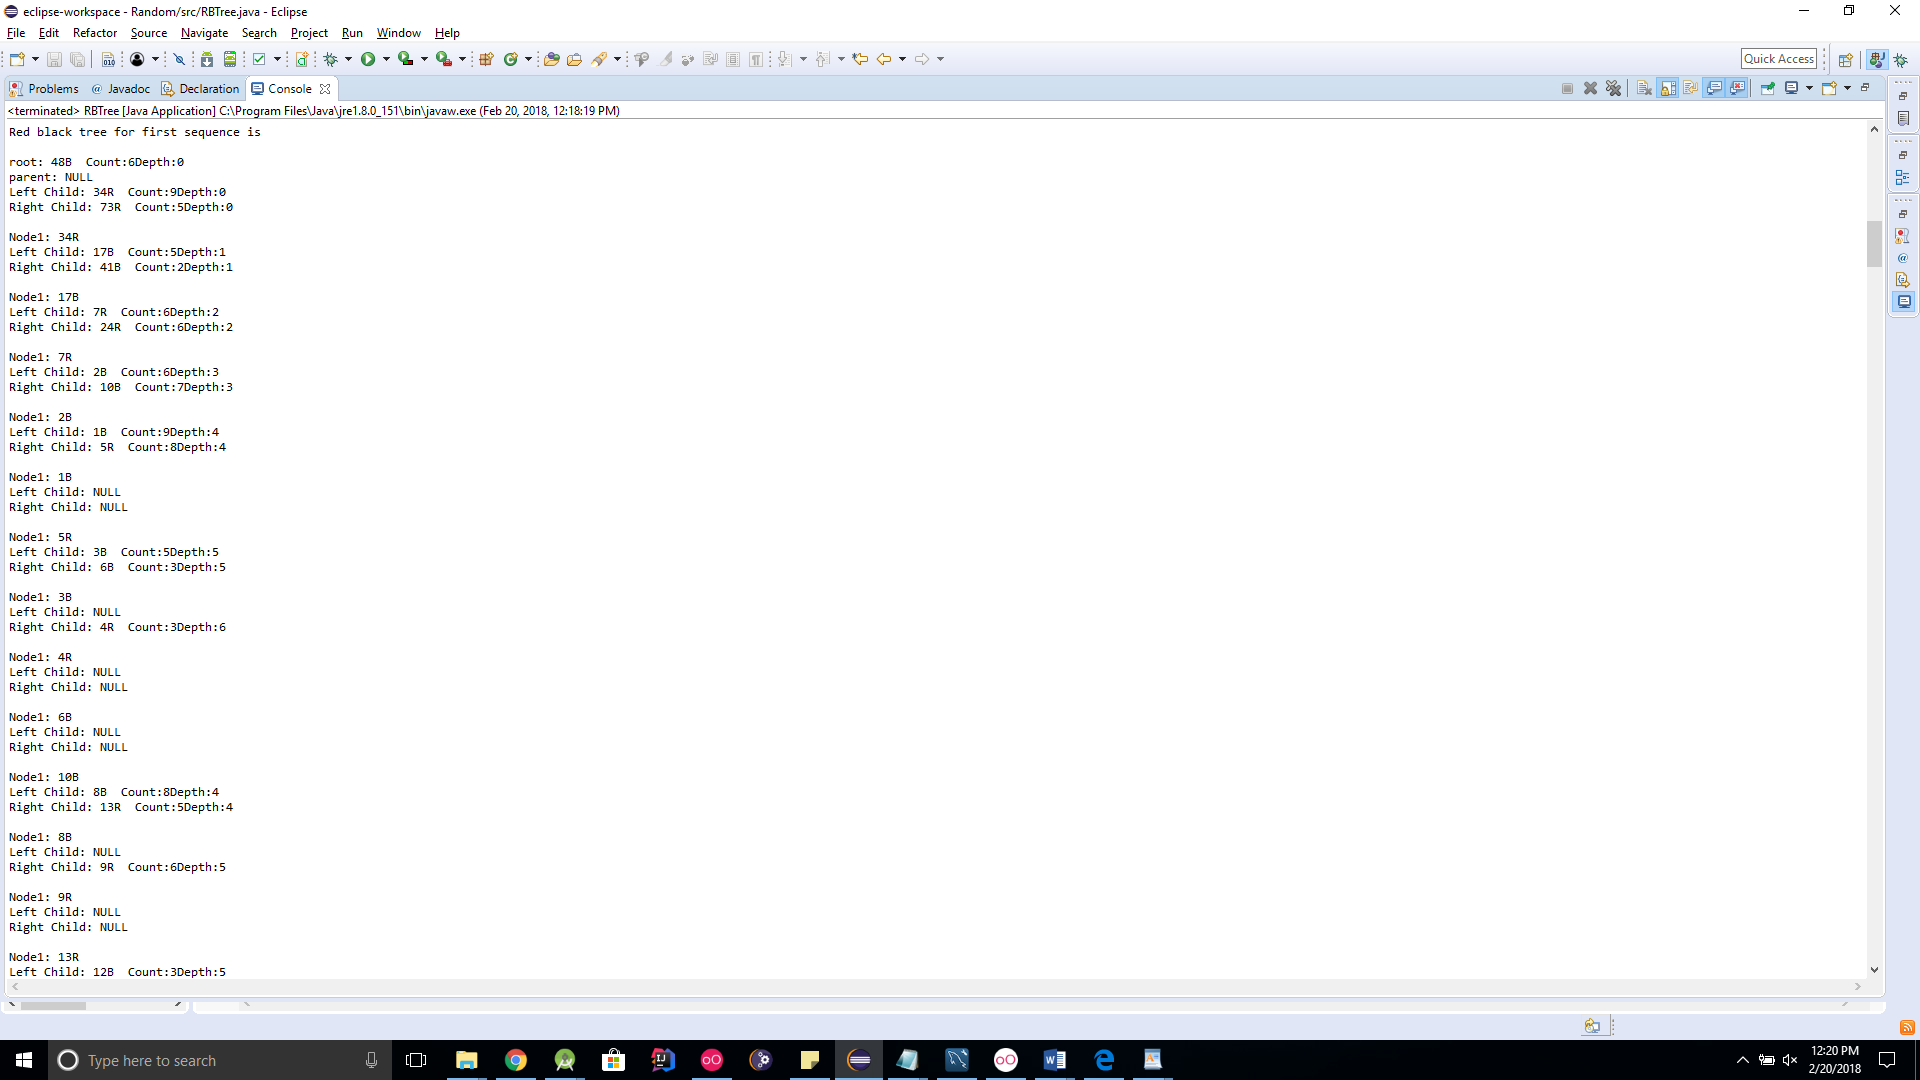 eclipse-workspace - Random/src/RBTree.java - Eclipse
File Edit Refactor Source Navigate Search Project Run Window Help
Quick Access
Problems @ Javadoc Declaration Console
<terminated> RBTree [Java Application] C:\Program Files\Java\jre1.8.0_151\bin\javaw.exe (Feb 20, 2018, 12:18:19 PM)
Red black tree for first sequence is
root: 48B  Count:6Depth:0
parent: NULL
Left Child: 34R  Count:9Depth:0
Right Child: 73R  Count:5Depth:0
Node1: 34R
Left Child: 17B  Count:5Depth:1
Right Child: 41B  Count:2Depth:1
Node1: 17B
Left Child: 7R  Count:6Depth:2
Right Child: 24R  Count:6Depth:2
Node1: 7R
Left Child: 2B  Count:6Depth:3
Right Child: 10B  Count:7Depth:3
Node1: 2B
Left Child: 1B  Count:9Depth:4
Right Child: 5R  Count:8Depth:4
Node1: 1B
Left Child: NULL
Right Child: NULL
Node1: 5R
Left Child: 3B  Count:5Depth:5
Right Child: 6B  Count:3Depth:5
Node1: 3B
Left Child: NULL
Right Child: 4R  Count:3Depth:6
Node1: 4R
Left Child: NULL
Right Child: NULL
Node1: 6B
Left Child: NULL
Right Child: NULL
Node1: 10B
Left Child: 8B  Count:8Depth:4
Right Child: 13R  Count:5Depth:4
Node1: 8B
Left Child: NULL
Right Child: 9R  Count:6Depth:5
Node1: 9R
Left Child: NULL
Right Child: NULL
Node1: 13R
Left Child: 12B  Count:3Depth:5
Type here to search
12:20 PM
2/20/2018